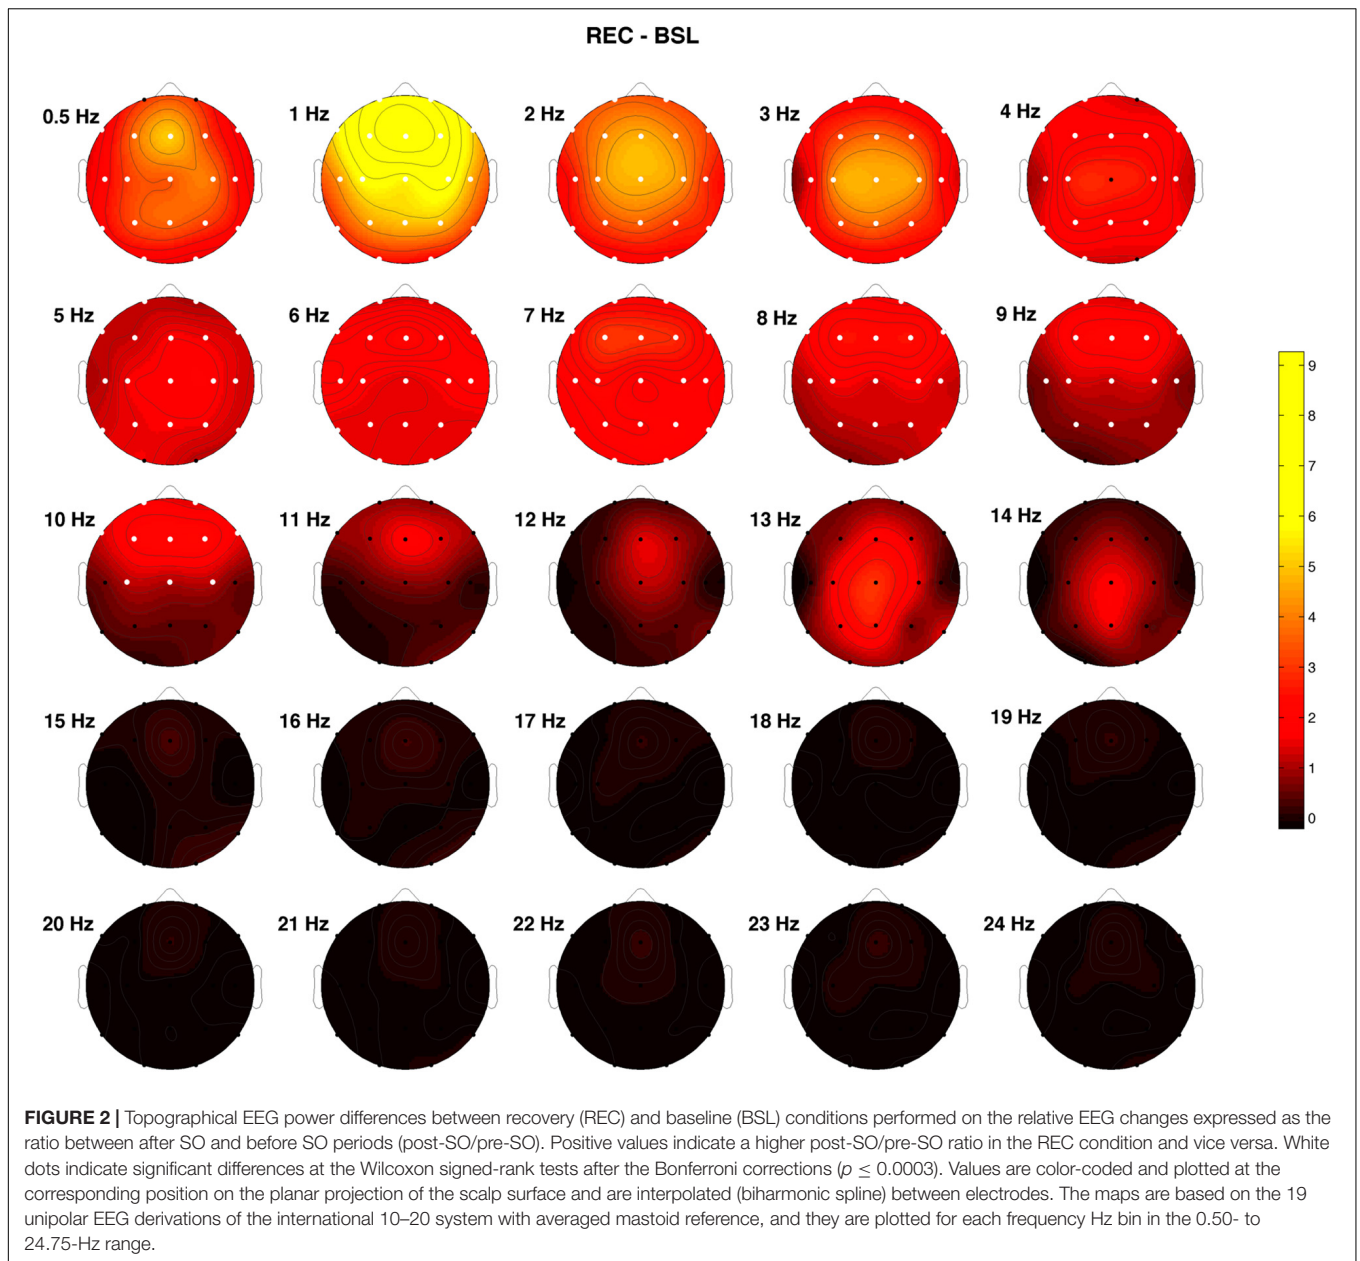 REC - BSL
0.5 Hz
1 Hz
2 Hz
3 Hz
4 Hz
5 Hz
6 Hz
7 Hz
8 Hz
9 Hz
10 Hz
11 Hz
12 Hz
13 Hz
14 Hz
15 Hz
16 Hz
17 Hz
18 Hz
19 Hz
20 Hz
21 Hz
22 Hz
23 Hz
24 Hz
9
8
7
6
5
4
3
2
1
0
FIGURE 2 | Topographical EEG power differences between recovery (REC) and baseline (BSL) conditions performed on the relative EEG changes expressed as the
ratio between after SO and before SO periods (post-SO/pre-SO). Positive values indicate a higher post-SO/pre-SO ratio in the REC condition and vice versa. White
dots indicate significant differences at the Wilcoxon signed-rank tests after the Bonferroni corrections (p ≤ 0.0003). Values are color-coded and plotted at the
corresponding position on the planar projection of the scalp surface and are interpolated (biharmonic spline) between electrodes. The maps are based on the 19
unipolar EEG derivations of the international 10–20 system with averaged mastoid reference, and they are plotted for each frequency Hz bin in the 0.50- to
24.75-Hz range.